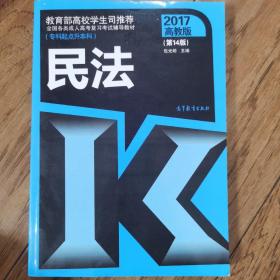 教育部高校学生司推荐
全国各类成人高考复习考试辅导教材
(专科起点升本科)
2017
高教版
(第14版)
民法
高等教育出版社